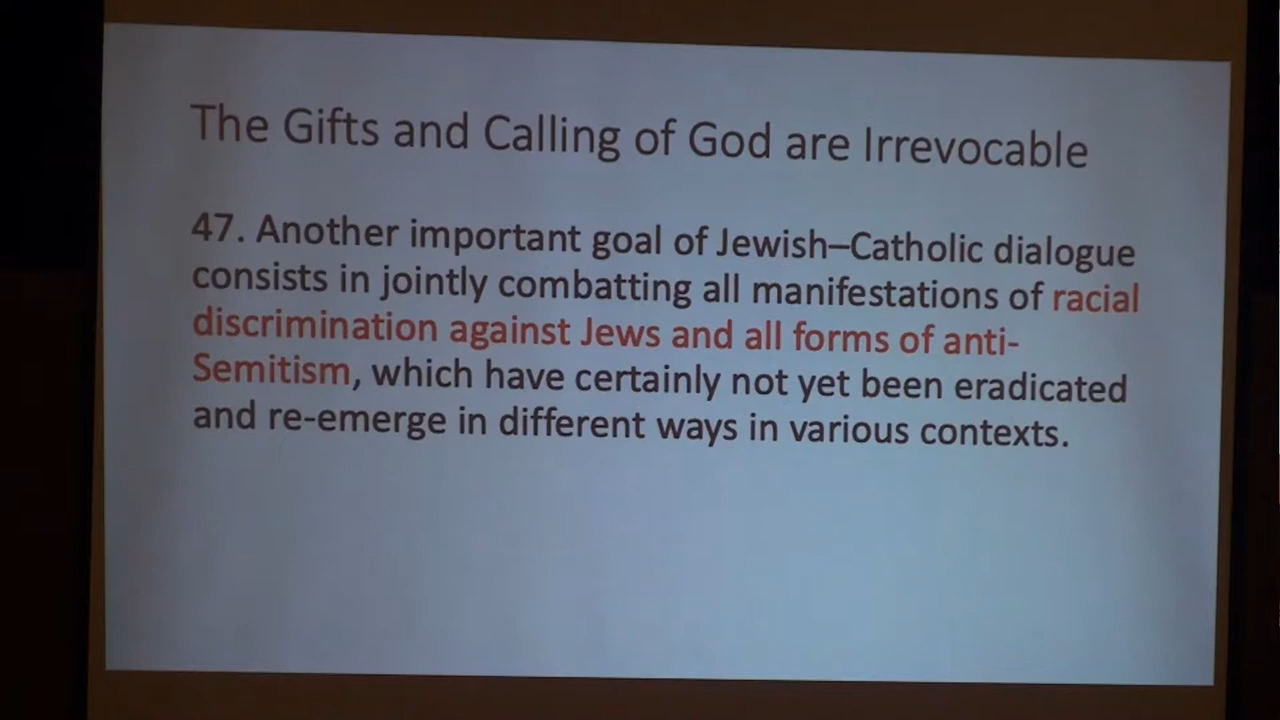 The Gifts and Calling of God are Irrevocable
47. Another important goal of Jewish–Catholic dialogue
consists in jointly combatting all manifestations of racial
discrimination against Jews and all forms of anti-
Semitism, which have certainly not yet been eradicated
and re-emerge in different ways in various contexts.